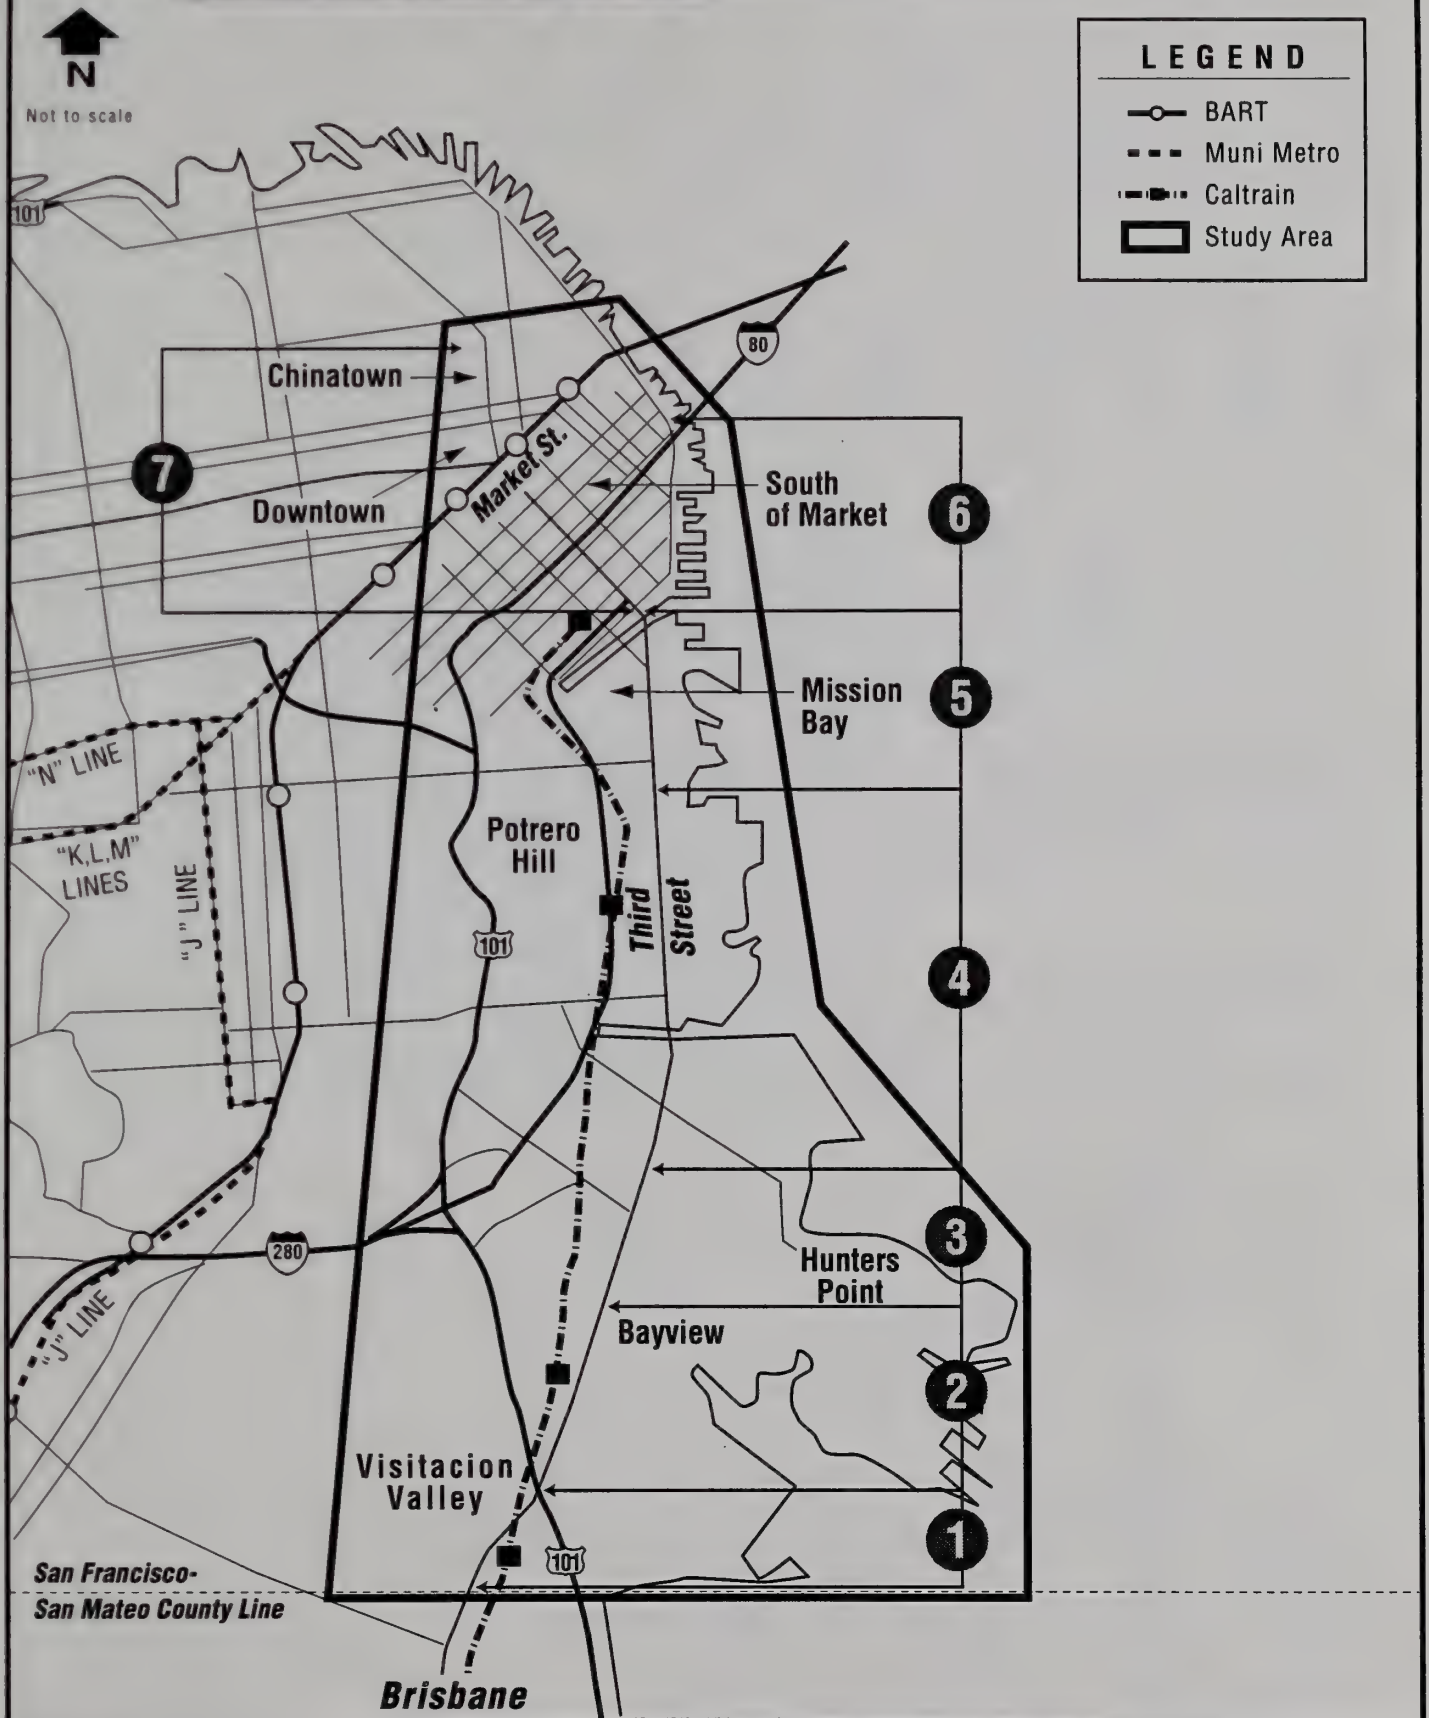 N
Not to scale
LEGEND
BART
Muni Metro
Caltrain
Study Area
101
80
Chinatown
7
Market St.
Downtown
South
of Market
6
Mission
Bay
5
"N" LINE
"K,L,M"
LINES
"J" LINE
Potrero
Hill
Third
Street
101
4
280
3
Hunters
Point
Bayview
2
"J" LINE
Visitacion
Valley
1
101
San Francisco-
San Mateo County Line
Brisbane